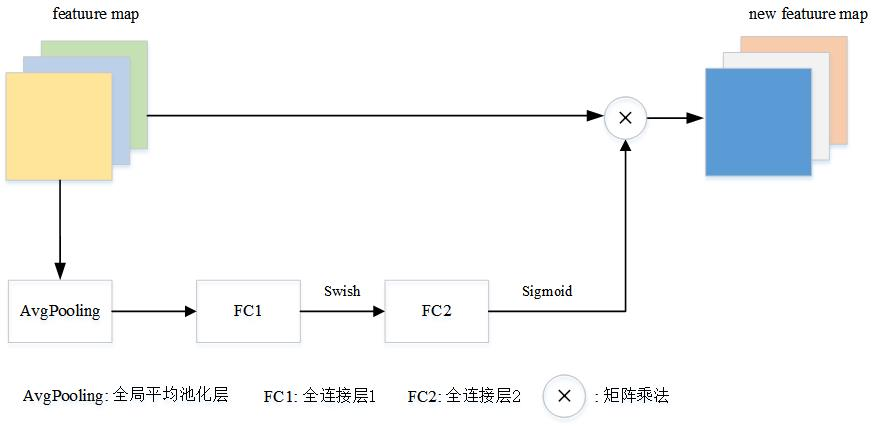 featuure map
new featuure map
Swish
Sigmoid
AvgPooling
FC1
FC2
AvgPooling: 全局平均池化层 FC1: 全连接层1 FC2: 全连接层2 : 矩阵乘法